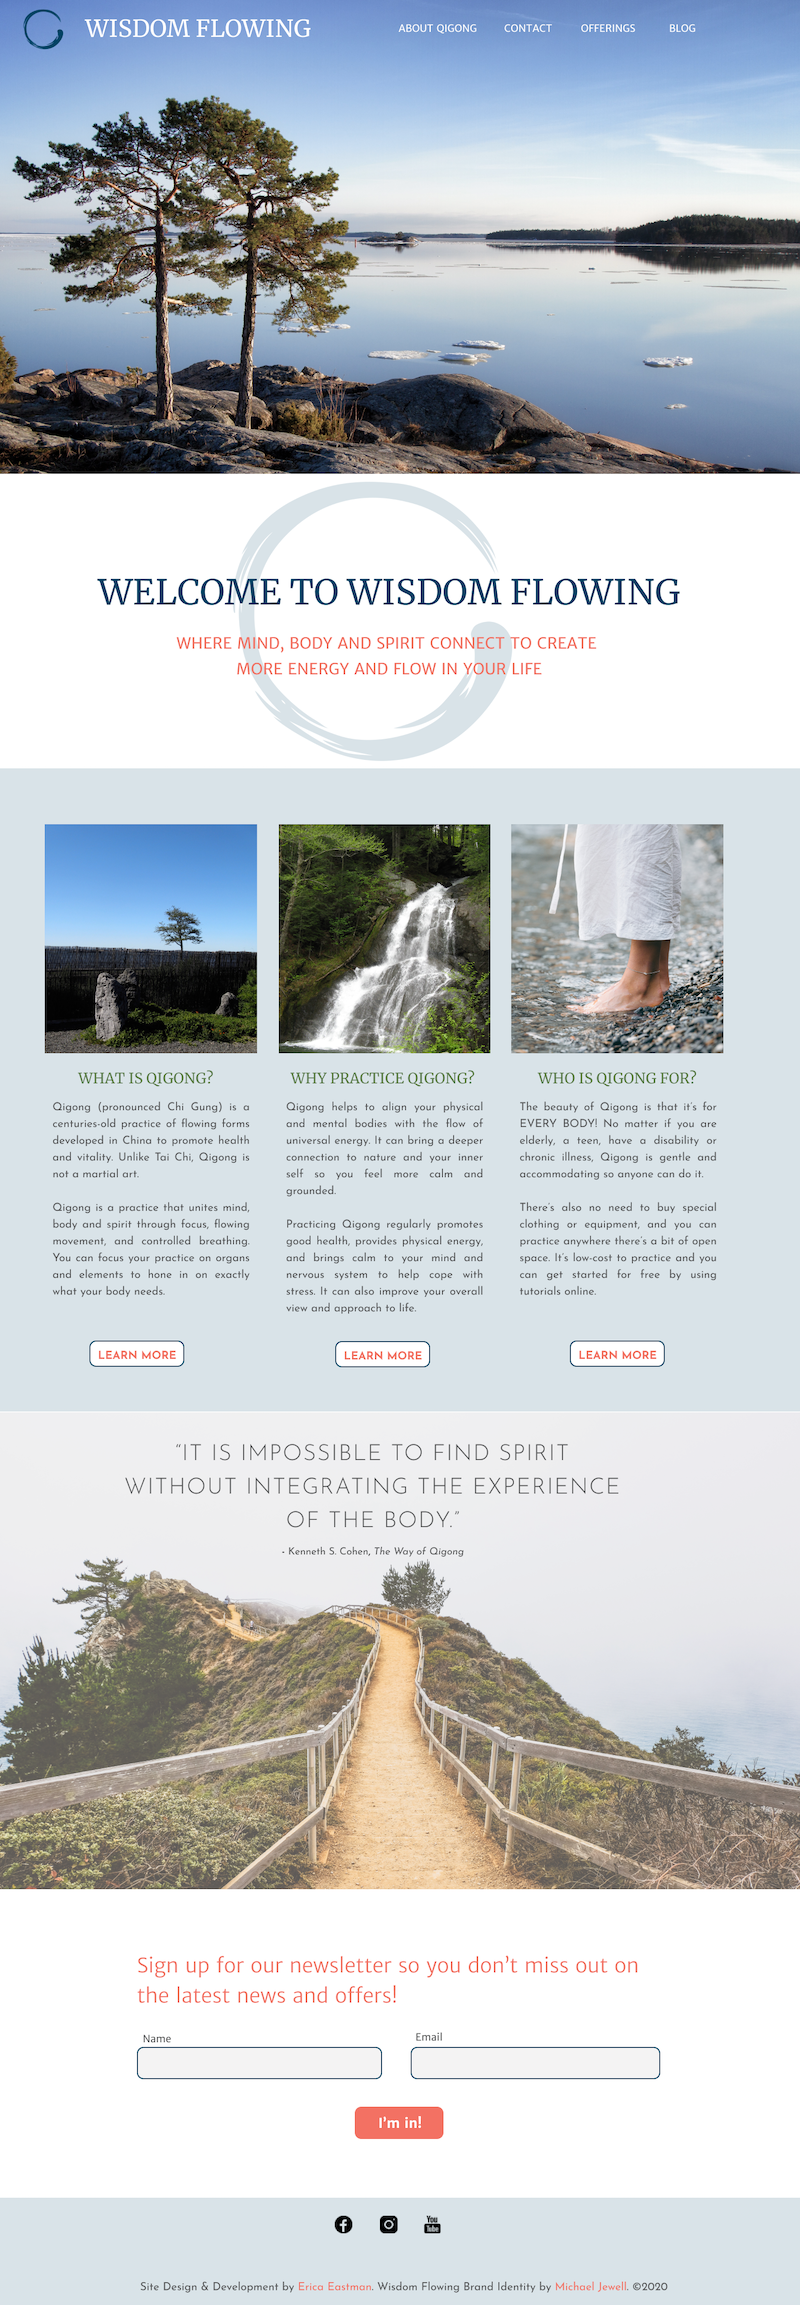 WISDOM FLOWING
ABOUT QIGONG CONTACT OFFERINGS BLOG
WELCOME TO WISDOM FLOWING
WHERE MIND, BODY AND SPIRIT CONNECT TO CREATE
MORE ENERGY AND FLOW IN YOUR LIFE
WHAT IS QIGONG?
Qigong (pronounced Chi Gung) is a
centuries-old practice of flowing forms
developed in China to promote health
and vitality. Unlike Tai Chi, Qigong is
not a martial art.
Qigong is a practice that unites mind,
body and spirit through focus, flowing
movement, and controlled breathing.
You can focus your practice on organs
and elements to hone in on exactly
what your body needs.
LEARN MORE
WHY PRACTICE QIGONG?
Qigong helps to align your physical
and mental bodies with the flow of
universal energy. It can bring a deeper
connection to nature and your inner
self so you feel more calm and
grounded.
Practicing Qigong regularly promotes
good health, provides physical energy,
and brings calm to your mind and
nervous system to help cope with
stress. It can also improve your overall
view and approach to life.
LEARN MORE
WHO IS QIGONG FOR?
The beauty of Qigong is that it's for
EVERY BODY! No matter if you are
elderly, a teen, have a disability or
chronic illness, Qigong is gentle and
accommodating so anyone can do it.
There's also no need to buy special
clothing or equipment, and you can
practice anywhere there's a bit of open
space. It's low-cost to practice and you
can get started for free by using
tutorials online.
LEARN MORE
“IT IS IMPOSSIBLE TO FIND SPIRIT
WITHOUT INTEGRATING THE EXPERIENCE
OF THE BODY.”
- Kenneth S. Cohen, The Way of Qigong
Sign up for our newsletter so you don’t miss out on
the latest news and offers!
Name Email
I’m in!
You
Tube
Site Design & Development by Erica Eastman. Wisdom Flowing Brand Identity by Michael Jewell. ©2020